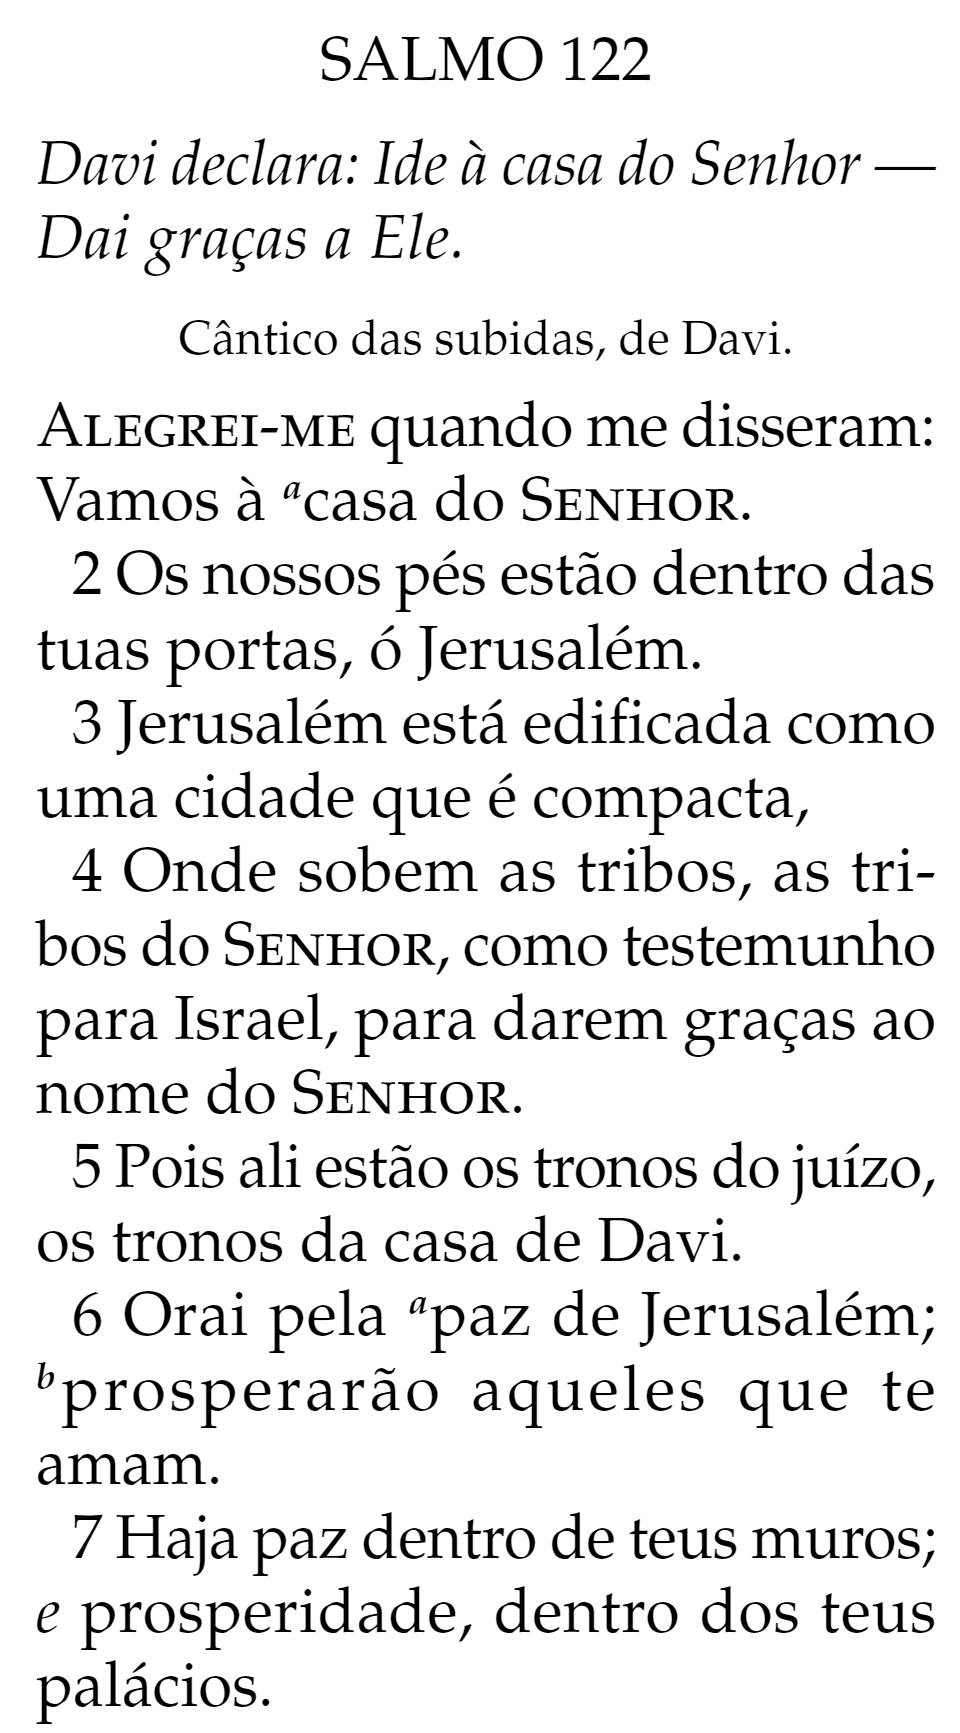 SALMO 122
Davi declara: Ide à casa do Senhor —
Dai graças a Ele.
Cântico das subidas, de Davi.
ALEGREI-ME quando me disseram:
Vamos à ᵃcasa do SENHOR.
2 Os nossos pés estão dentro das
tuas portas, ó Jerusalém.
3 Jerusalém está edificada como
uma cidade que é compacta,
4 Onde sobem as tribos, as tri-
bos do SENHOR, como testemunho
para Israel, para darem graças ao
nome do SENHOR.
5 Pois ali estão os tronos do juízo,
os tronos da casa de Davi.
6 Orai pela ᵃpaz de Jerusalém;
ᵇprosperarão aqueles que te
amam.
7 Haja paz dentro de teus muros;
e prosperidade, dentro dos teus
palácios.